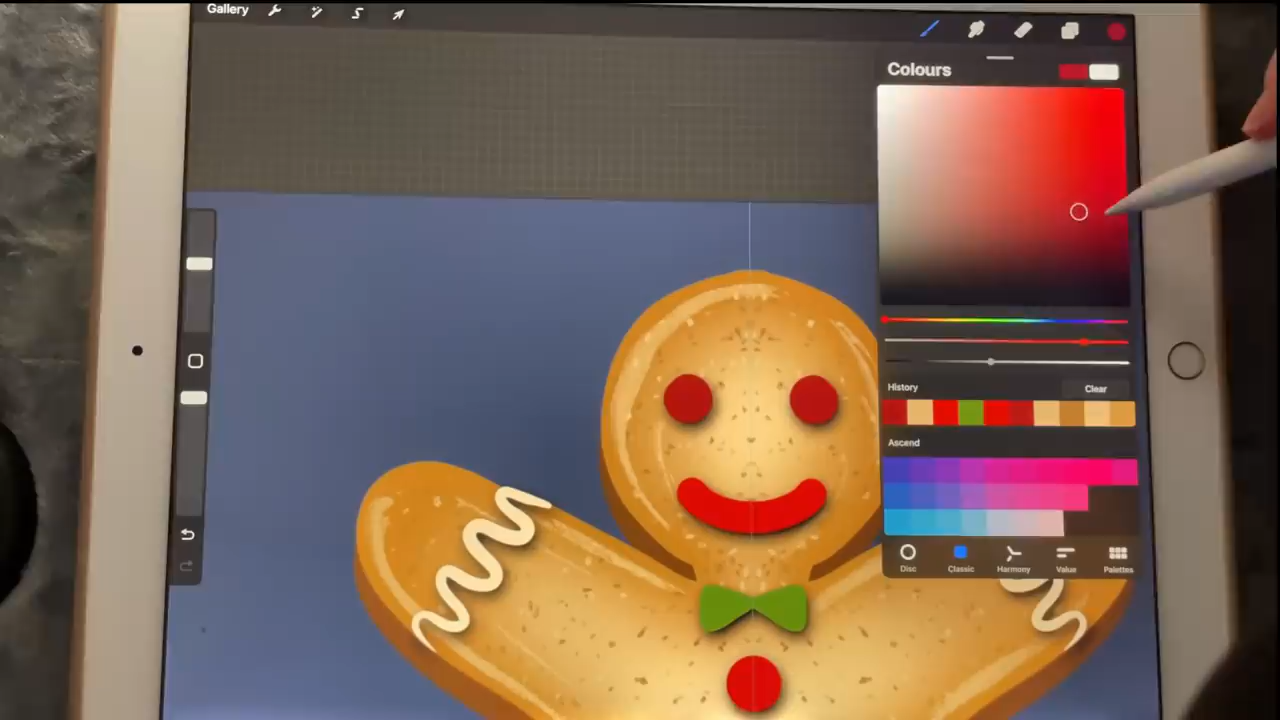 Gallery
Colours
History
Clear
Ascend
Disc
Classic
Harmony
Value
Palettes